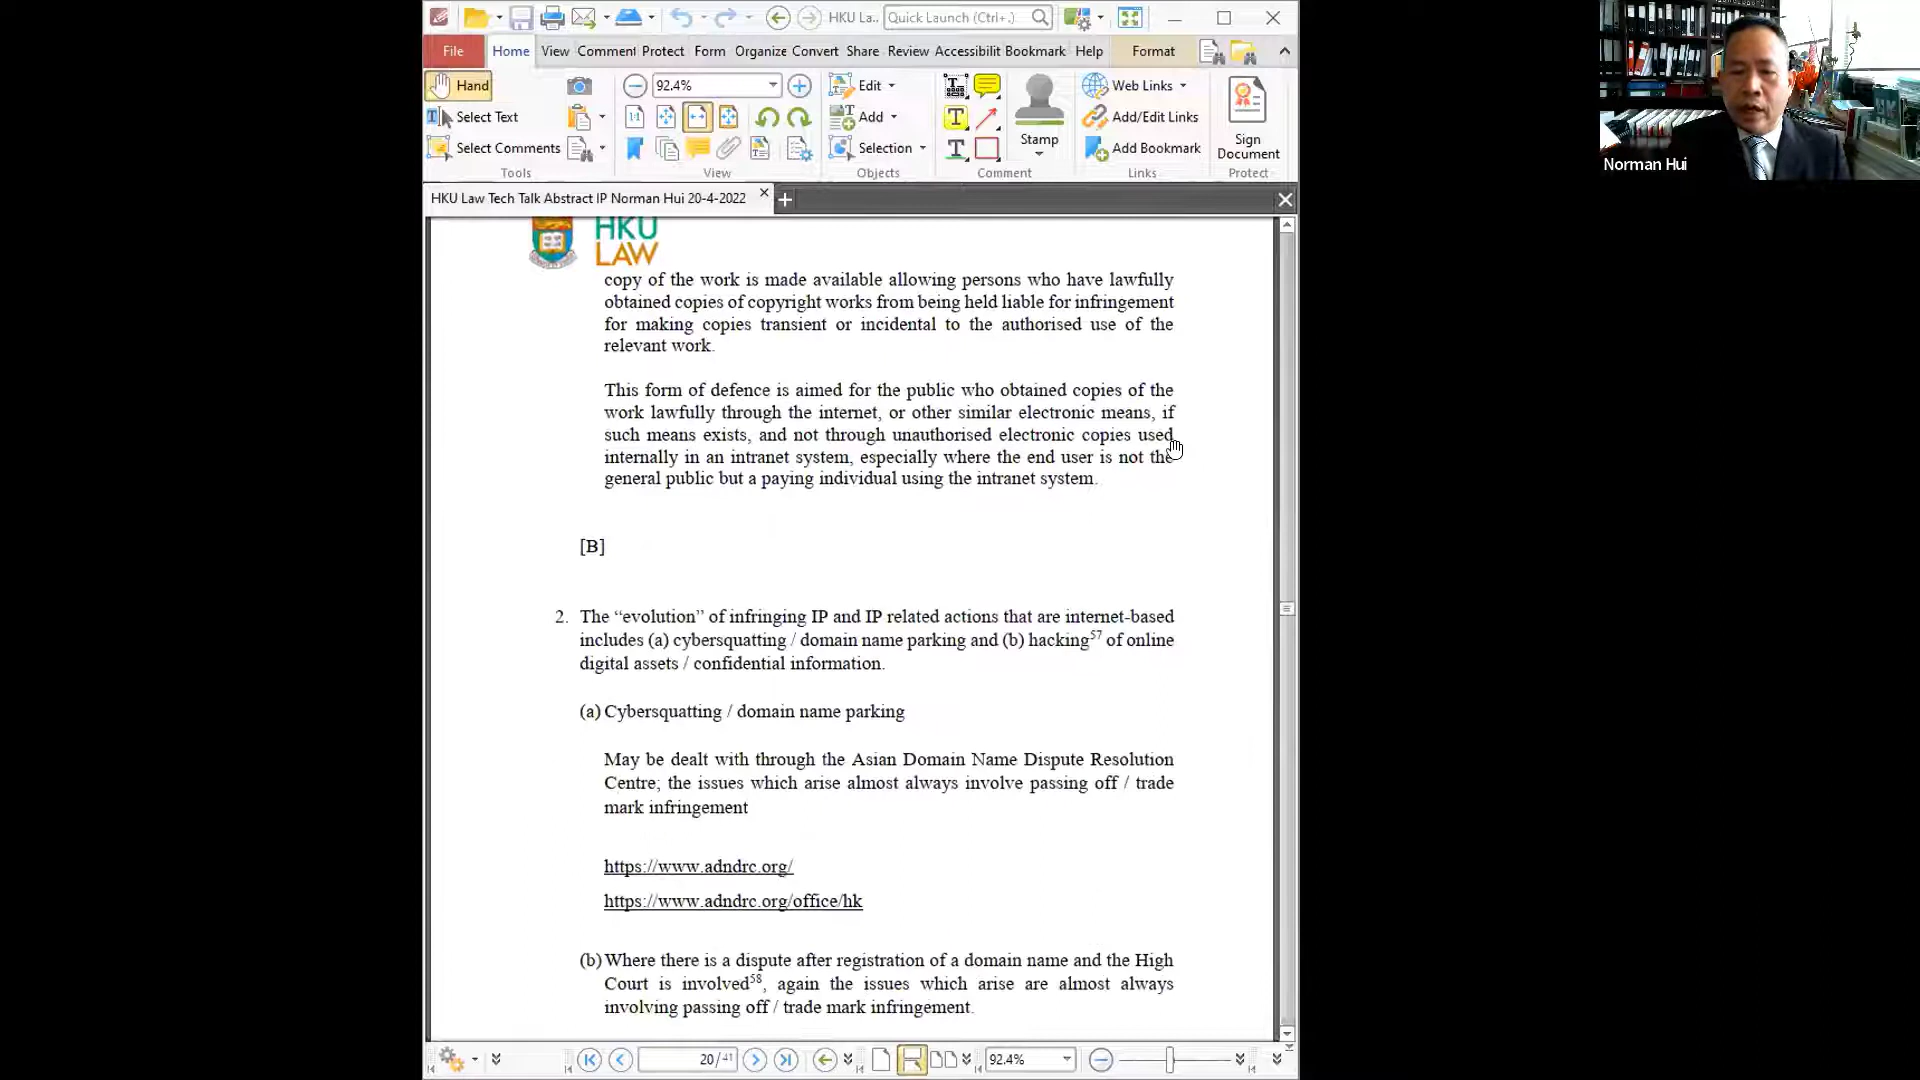 HKU La..
Quick Launch (Ctrl+.)
File Home View Comment Protect Form Organize Convert Share Review Accessibilit Bookmark Help Format
Hand
Select Text
Select Comments
Tools
92.4%
View
Edit
Add
Selection
Objects
Comment
Stamp
Web Links
Add/Edit Links
Add Bookmark
Links
Sign
Document
Protect
HKU Law Tech Talk Abstract IP Norman Hui 20-4-2022
HKU
LAW
copy of the work is made available allowing persons who have lawfully
obtained copies of copyright works from being held liable for infringement
for making copies transient or incidental to the authorised use of the
relevant work.
This form of defence is aimed for the public who obtained copies of the
work lawfully through the internet, or other similar electronic means, if
such means exists, and not through unauthorised electronic copies used
internally in an intranet system, especially where the end user is not the
general public but a paying individual using the intranet system.
[B]
2. The “evolution” of infringing IP and IP related actions that are internet-based
includes (a) cybersquatting / domain name parking and (b) hacking57 of online
digital assets / confidential information.
(a) Cybersquatting / domain name parking
May be dealt with through the Asian Domain Name Dispute Resolution
Centre; the issues which arise almost always involve passing off / trade
mark infringement
https://www.adndrc.org/
https://www.adndrc.org/office/hk
(b) Where there is a dispute after registration of a domain name and the High
Court is involved58, again the issues which arise are almost always
involving passing off / trade mark infringement.
20/41
92.4%
Norman Hui